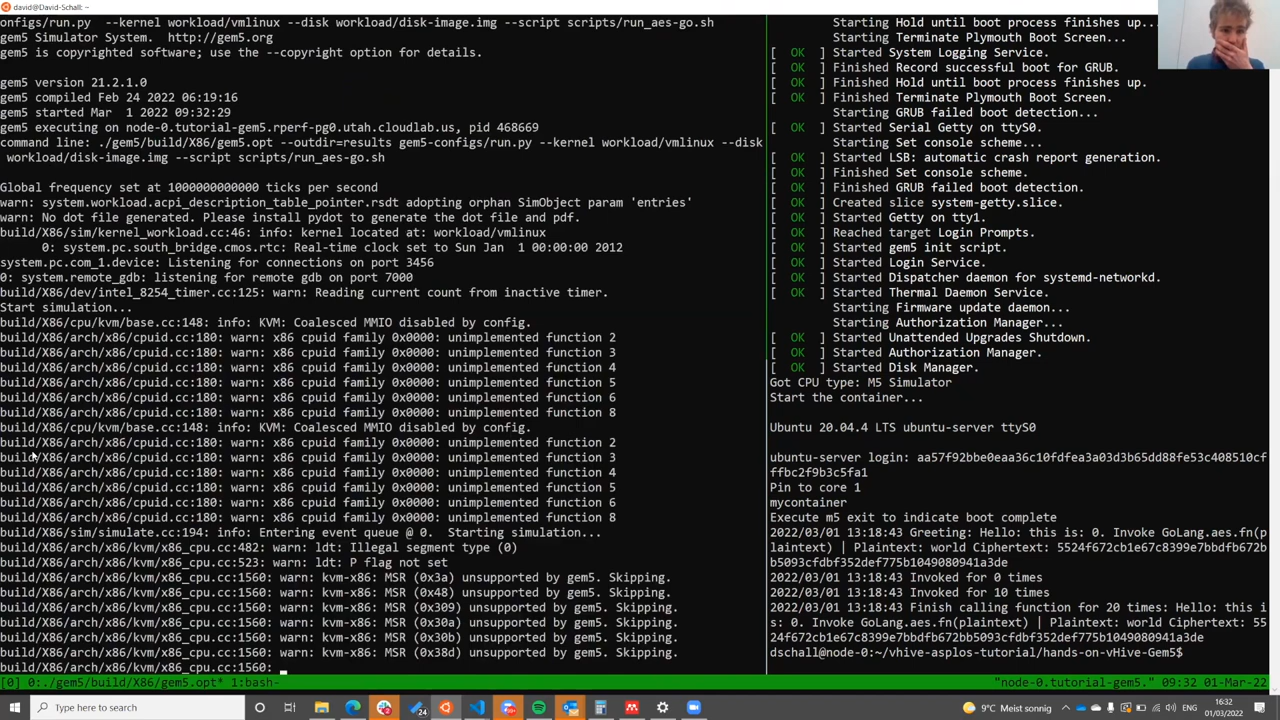 david@David-Schall: ~
onfigs/run.py  --kernel workload/vmlinux --disk workload/disk-image.img --script scripts/run_aes-go.sh
gem5 Simulator System.  http://gem5.org
gem5 is copyrighted software; use the --copyright option for details.
gem5 version 21.2.1.0
gem5 compiled Feb 24 2022 06:19:16
gem5 started Mar  1 2022 09:32:29
gem5 executing on node-0.tutorial-gem5.rperf-pg0.utah.cloudlab.us, pid 468669
command line: ./gem5/build/X86/gem5.opt --outdir=results gem5-configs/run.py --kernel workload/vmlinux --disk
 workload/disk-image.img --script scripts/run_aes-go.sh
Global frequency set at 1000000000000 ticks per second
warn: system.workload.acpi_description_table_pointer.rsdt adopting orphan SimObject param 'entries'
warn: No dot file generated. Please install pydot to generate the dot file and pdf.
build/X86/sim/kernel_workload.cc:46: info: kernel located at: workload/vmlinux
      0: system.pc.south_bridge.cmos.rtc: Real-time clock set to Sun Jan  1 00:00:00 2012
system.pc.com_1.device: Listening for connections on port 3456
0: system.remote_gdb: listening for remote gdb on port 7000
build/X86/dev/intel_8254_timer.cc:125: warn: Reading current count from inactive timer.
Start simulation...
build/X86/cpu/kvm/base.cc:148: info: KVM: Coalesced MMIO disabled by config.
build/X86/arch/x86/cpuid.cc:180: warn: x86 cpuid family 0x0000: unimplemented function 2
build/X86/arch/x86/cpuid.cc:180: warn: x86 cpuid family 0x0000: unimplemented function 3
build/X86/arch/x86/cpuid.cc:180: warn: x86 cpuid family 0x0000: unimplemented function 4
build/X86/arch/x86/cpuid.cc:180: warn: x86 cpuid family 0x0000: unimplemented function 5
build/X86/arch/x86/cpuid.cc:180: warn: x86 cpuid family 0x0000: unimplemented function 6
build/X86/arch/x86/cpuid.cc:180: warn: x86 cpuid family 0x0000: unimplemented function 8
build/X86/cpu/kvm/base.cc:148: info: KVM: Coalesced MMIO disabled by config.
build/X86/arch/x86/cpuid.cc:180: warn: x86 cpuid family 0x0000: unimplemented function 2
build/X86/arch/x86/cpuid.cc:180: warn: x86 cpuid family 0x0000: unimplemented function 3
build/X86/arch/x86/cpuid.cc:180: warn: x86 cpuid family 0x0000: unimplemented function 4
build/X86/arch/x86/cpuid.cc:180: warn: x86 cpuid family 0x0000: unimplemented function 5
build/X86/arch/x86/cpuid.cc:180: warn: x86 cpuid family 0x0000: unimplemented function 6
build/X86/arch/x86/cpuid.cc:180: warn: x86 cpuid family 0x0000: unimplemented function 8
build/X86/sim/simulate.cc:194: info: Entering event queue @ 0.  Starting simulation...
build/X86/arch/x86/kvm/x86_cpu.cc:482: warn: ldt: Illegal segment type (0)
build/X86/arch/x86/kvm/x86_cpu.cc:523: warn: ldt: P flag not set
build/X86/arch/x86/kvm/x86_cpu.cc:1560: warn: kvm-x86: MSR (0x3a) unsupported by gem5. Skipping.
build/X86/arch/x86/kvm/x86_cpu.cc:1560: warn: kvm-x86: MSR (0x48) unsupported by gem5. Skipping.
build/X86/arch/x86/kvm/x86_cpu.cc:1560: warn: kvm-x86: MSR (0x309) unsupported by gem5. Skipping.
build/X86/arch/x86/kvm/x86_cpu.cc:1560: warn: kvm-x86: MSR (0x30a) unsupported by gem5. Skipping.
build/X86/arch/x86/kvm/x86_cpu.cc:1560: warn: kvm-x86: MSR (0x30b) unsupported by gem5. Skipping.
build/X86/arch/x86/kvm/x86_cpu.cc:1560: warn: kvm-x86: MSR (0x38d) unsupported by gem5. Skipping.
build/X86/arch/x86/kvm/x86_cpu.cc:1560:
         Starting Hold until boot process finishes up...
         Starting Terminate Plymouth Boot Screen...
[  OK  ] Started System Logging Service.
[  OK  ] Finished Record successful boot for GRUB.
[  OK  ] Finished Hold until boot process finishes up.
[  OK  ] Finished Terminate Plymouth Boot Screen.
         Starting GRUB failed boot detection...
[  OK  ] Started Serial Getty on ttyS0.
         Starting Set console scheme...
[  OK  ] Started LSB: automatic crash report generation.
[  OK  ] Finished Set console scheme.
[  OK  ] Finished GRUB failed boot detection.
[  OK  ] Created slice system-getty.slice.
[  OK  ] Started Getty on tty1.
[  OK  ] Reached target Login Prompts.
[  OK  ] Started gem5 init script.
[  OK  ] Started Login Service.
[  OK  ] Started Dispatcher daemon for systemd-networkd.
[  OK  ] Started Thermal Daemon Service.
         Starting Firmware update daemon...
         Starting Authorization Manager...
[  OK  ] Started Unattended Upgrades Shutdown.
[  OK  ] Started Authorization Manager.
[  OK  ] Started Disk Manager.
Got CPU type: M5 Simulator
Start the container...
Ubuntu 20.04.4 LTS ubuntu-server ttyS0
ubuntu-server login: aa57f92bbe0eaa36c10fdfea3a03d3b65dd88fe53c408510cf
ffbc2f9b3c5fa1
Pin to core 1
mycontainer
Execute m5 exit to indicate boot complete
2022/03/01 13:18:43 Greeting: Hello: this is: 0. Invoke GoLang.aes.fn(p
laintext) | Plaintext: world Ciphertext: 5524f672cb1e67c8399e7bbdfb672b
b5093cfdbf352def775b1049080941a3de
2022/03/01 13:18:43 Invoked for 0 times
2022/03/01 13:18:43 Invoked for 10 times
2022/03/01 13:18:43 Finish calling function for 20 times: Hello: this i
s: 0. Invoke GoLang.aes.fn(plaintext) | Plaintext: world Ciphertext: 55
24f672cb1e67c8399e7bbdfb672bb5093cfdbf352def775b1049080941a3de
dschall@node-0:~/vhive-asplos-tutorial/hands-on-vHive-Gem5$
[0] 0:./gem5/build/X86/gem5.opt* 1:bash-
"node-0.tutorial-gem5." 09:32 01-Mar-22
Type here to search
24
9°C Meist sonnig
ENG
16:32
01/03/2022